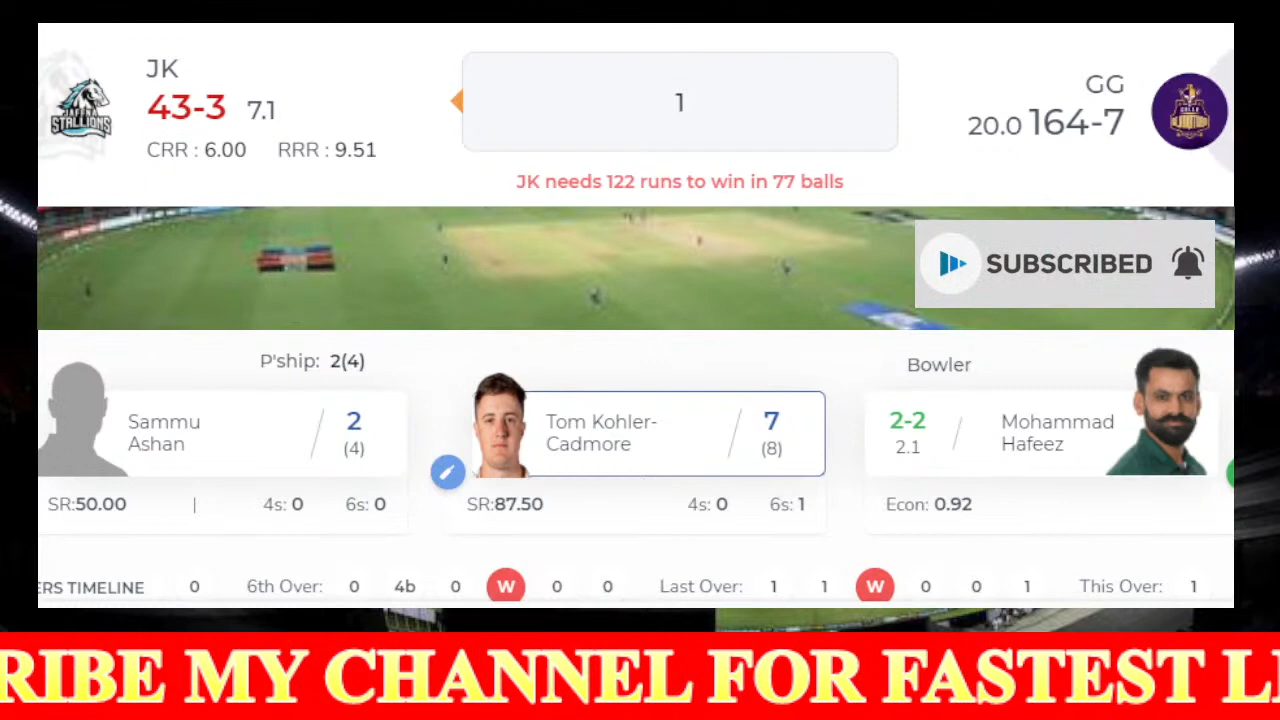 JK
43-3 7.1
CRR : 6.00 RRR : 9.51
JAFFNA
STALLIONS
1
JK needs 122 runs to win in 77 balls
GG
20.0 164-7
GALLE
SUBSCRIBED
P'ship: 2(4)
Sammu
Ashan
2
(4)
SR:50.00 | 4s: 0 6s: 0
Tom Kohler-
Cadmore
7
(8)
SR:87.50 4s: 0 6s: 1
Bowler
2-2
2.1
Mohammad
Hafeez
Econ: 0.92
ERS TIMELINE 0 6th Over: 0 4b 0 W 0 0 Last Over: 1 1 W 0 0 1 This Over: 1
RIBE MY CHANNEL FOR FASTEST LI